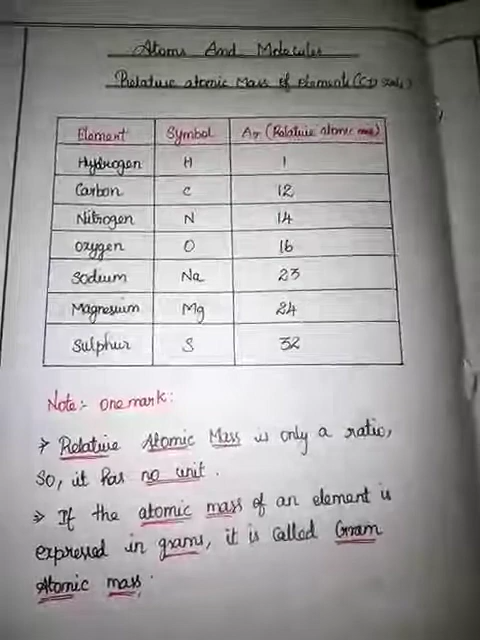 Atoms And Molecules
Relative atomic Mass of Element (C-12 scale)
Element Symbol Ar (Relative atomic mass)
Hydrogen H 1
Carbon C 12
Nitrogen N 14
Oxygen O 16
Sodium Na 23
Magnesium Mg 24
Sulphur S 32
Note:- One mark:
⪢ Relative Atomic Mass is only a ratio,
So, it has no unit.
⪢ If the atomic mass of an element is
expressed in grams, it is called Gram
Atomic mass.